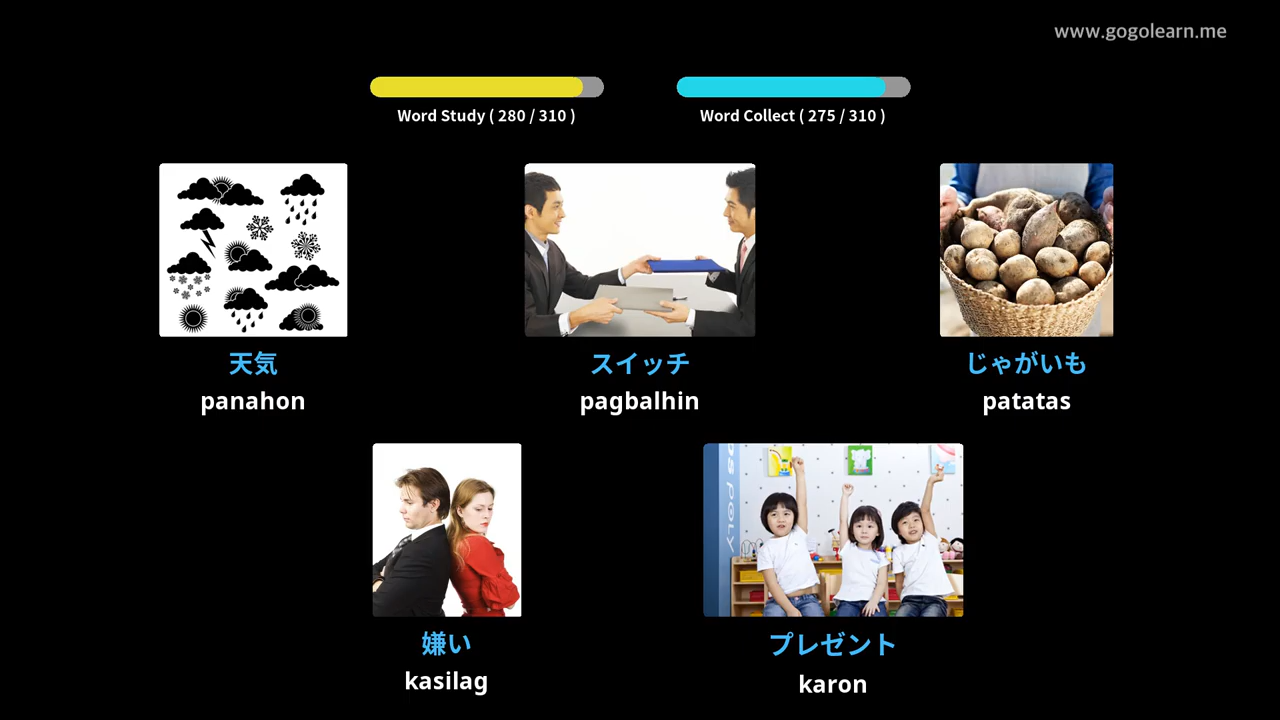 www.gogolearn.me
Word Study ( 280 / 310 )
Word Collect ( 275 / 310 )
天気
panahon
スイッチ
pagbalhin
じゃがいも
patatas
嫌い
kasilag
プレゼント
karon